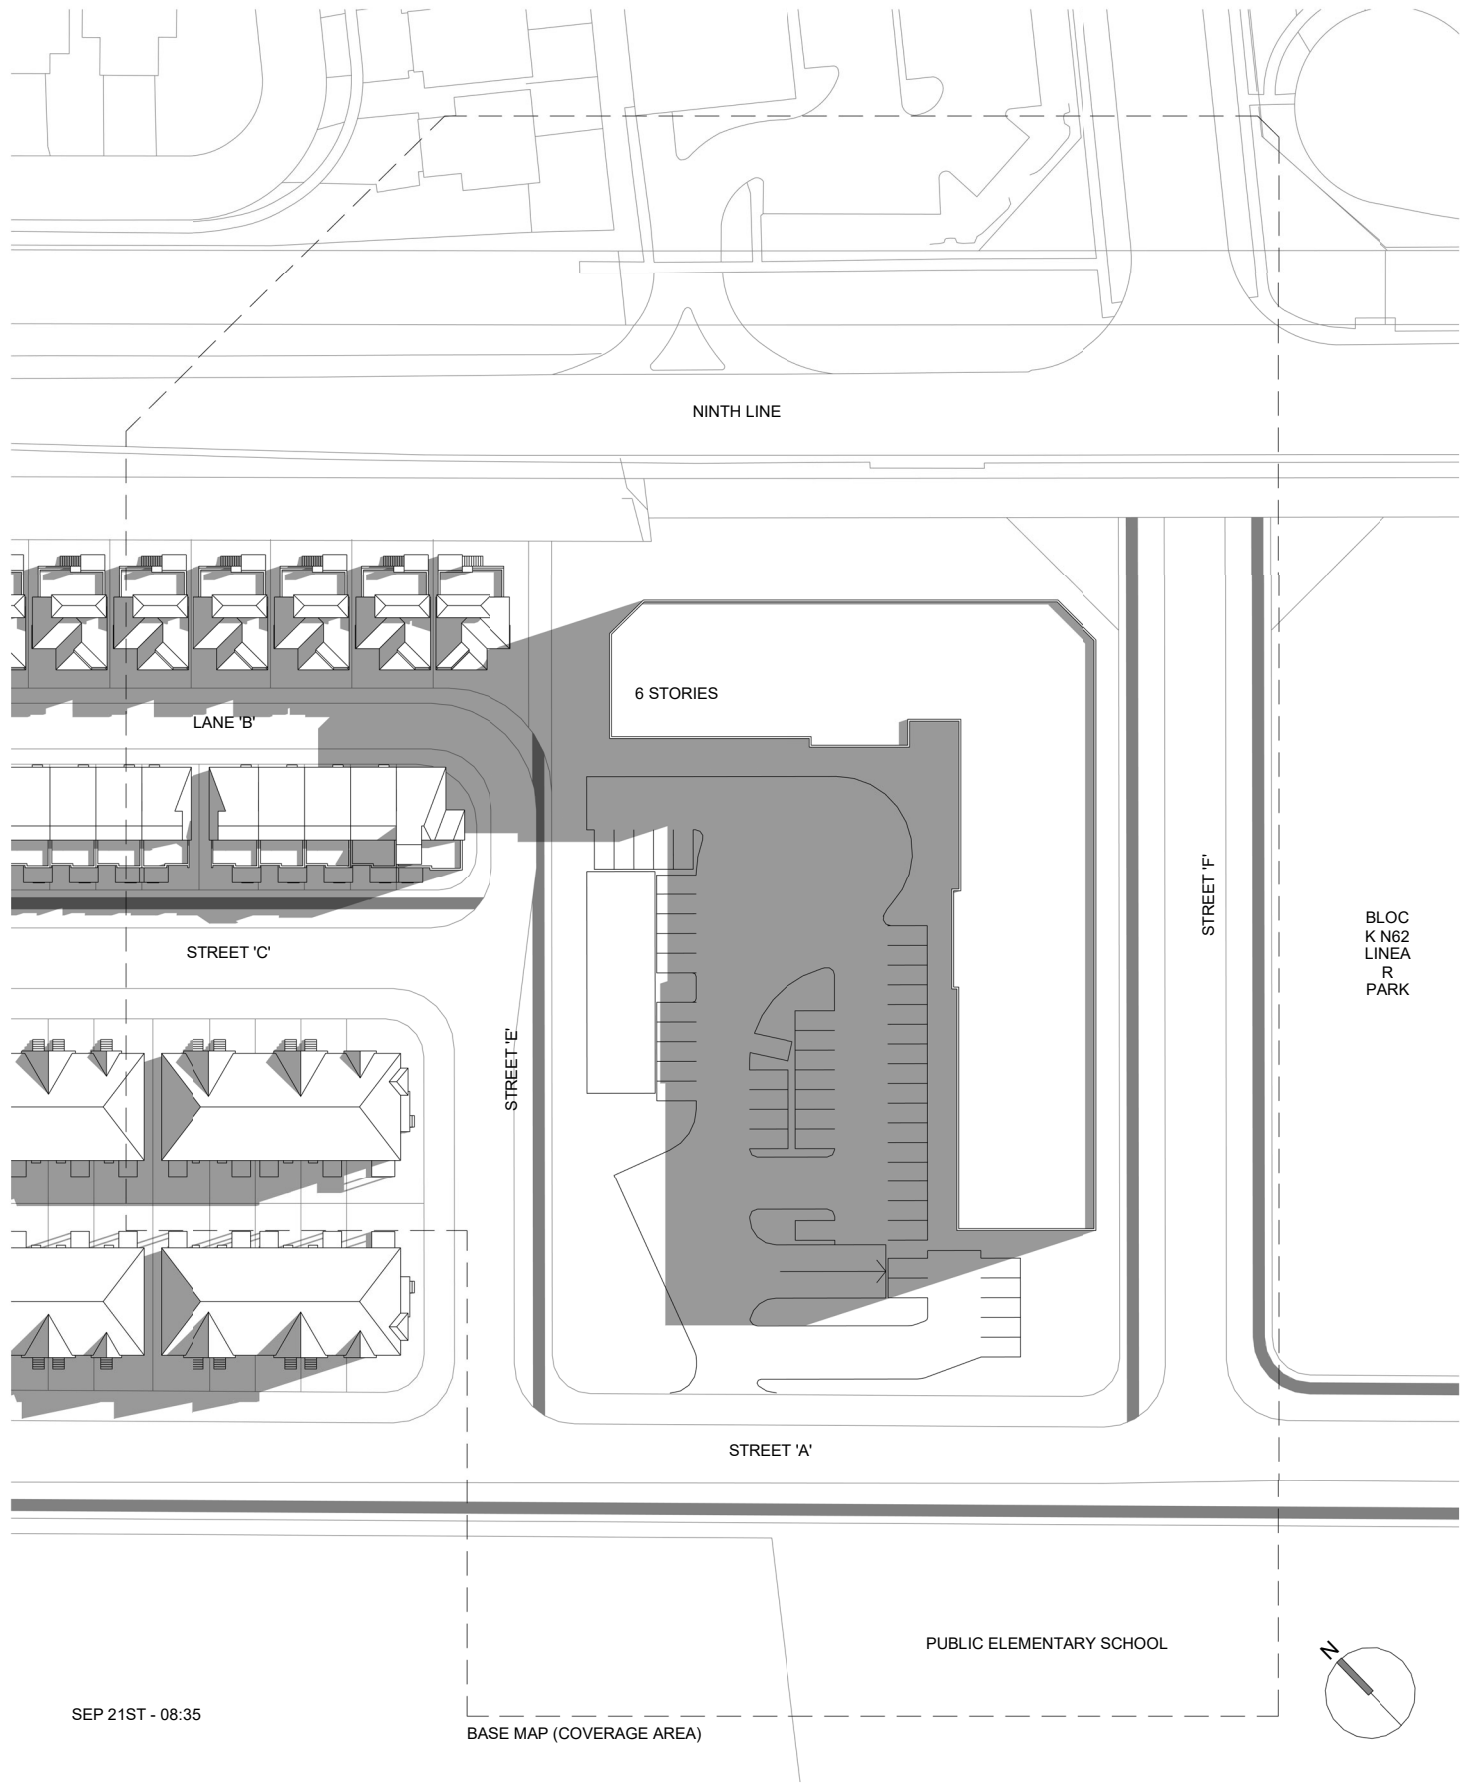 NINTH LINE
6 STORIES
LANE 'B'
STREET 'F'
BLOC
K N62
LINEA
R
PARK
STREET 'C'
STREET 'E'
STREET 'A'
PUBLIC ELEMENTARY SCHOOL
N
SEP 21ST - 08:35
BASE MAP (COVERAGE AREA)